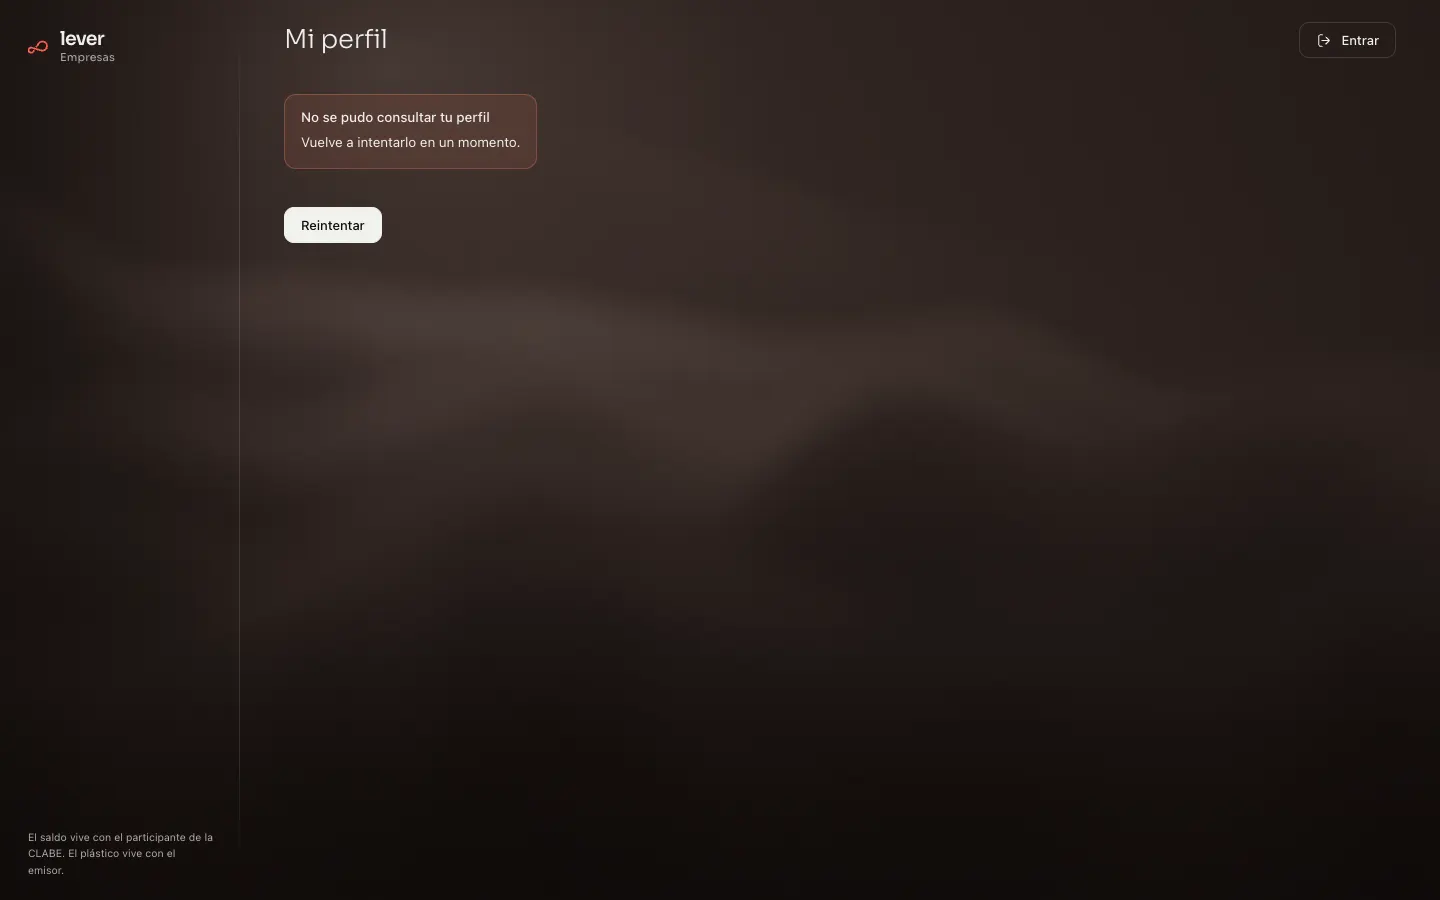 lever
Empresas
Mi perfil
Entrar
No se pudo consultar tu perfil
Vuelve a intentarlo en un momento.
Reintentar
El saldo vive con el participante de la
CLABE. El plástico vive con el
emisor.